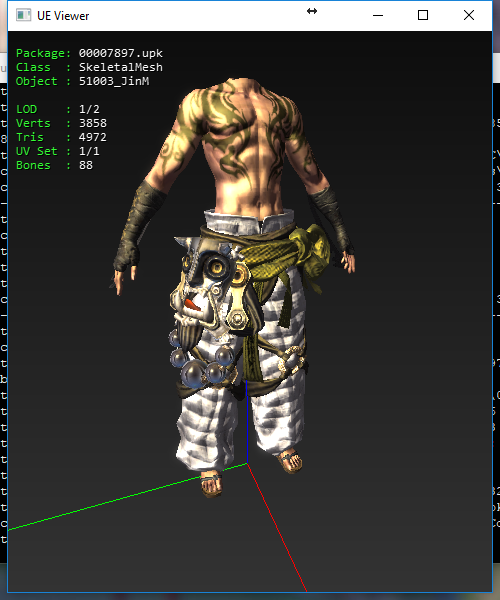 UE Viewer
Package: 00007897.upk
Class : SkeletalMesh
Object : 51003_JinM
LOD : 1/2
Verts : 3858
Tris : 4972
UV Set : 1/1
Bones : 88